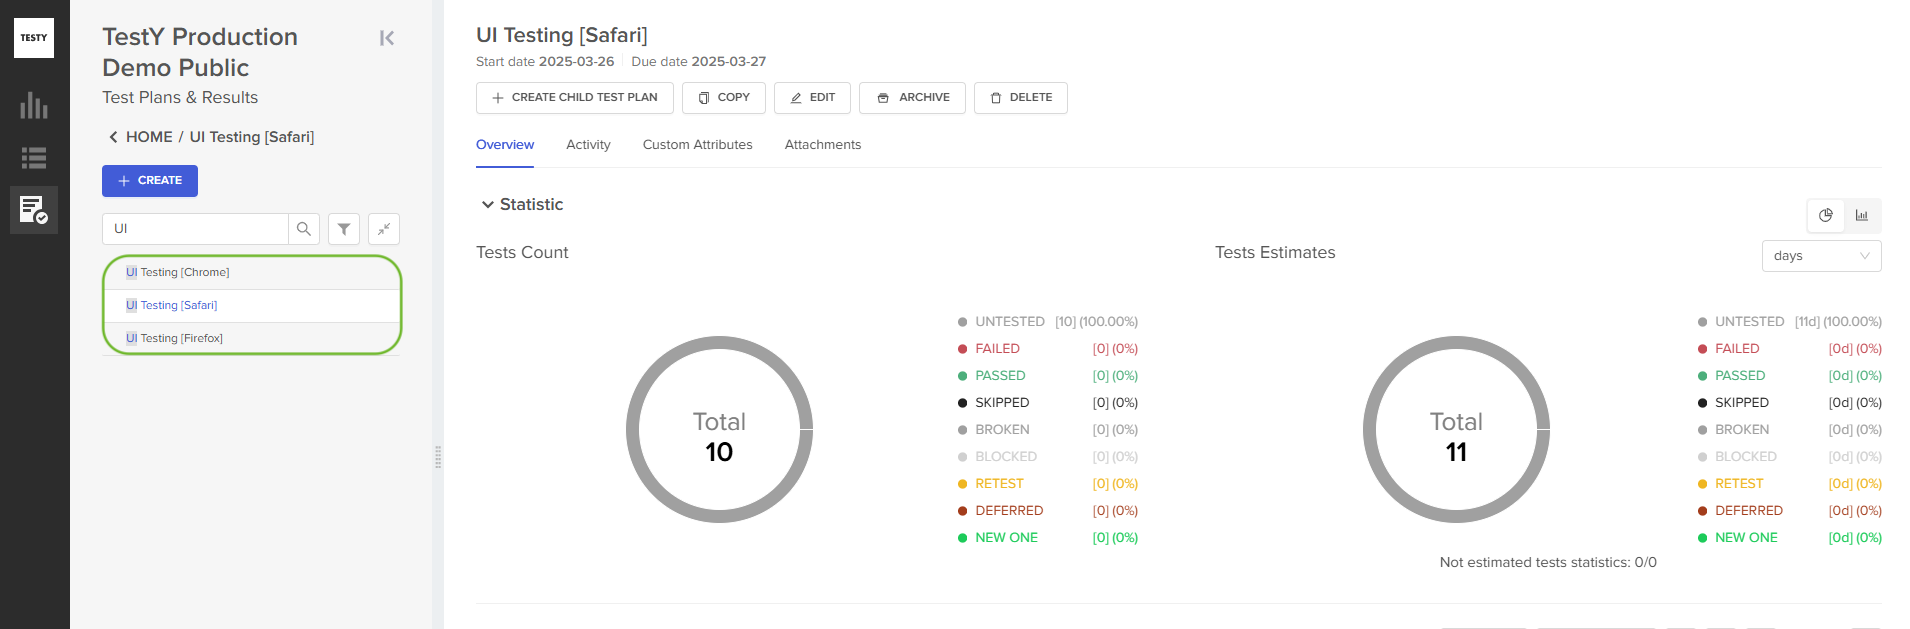 TESTY
TestY Production
Demo Public
Test Plans & Results
HOME / UI Testing [Safari]
CREATE
UI
UI Testing [Chrome]
UI Testing [Safari]
UI Testing [Firefox]
UI Testing [Safari]
Start date 2025-03-26 Due date 2025-03-27
CREATE CHILD TEST PLAN COPY EDIT ARCHIVE DELETE
Overview Activity Custom Attributes Attachments
Statistic
Tests Count
Total
10
UNTESTED [10] (100.00%)
FAILED [0] (0%)
PASSED [0] (0%)
SKIPPED [0] (0%)
BROKEN [0] (0%)
BLOCKED [0] (0%)
RETEST [0] (0%)
DEFERRED [0] (0%)
NEW ONE [0] (0%)
Tests Estimates
days
Total
11
UNTESTED [11d] (100.00%)
FAILED [0d] (0%)
PASSED [0d] (0%)
SKIPPED [0d] (0%)
BROKEN [0d] (0%)
BLOCKED [0d] (0%)
RETEST [0d] (0%)
DEFERRED [0d] (0%)
NEW ONE [0d] (0%)
Not estimated tests statistics: 0/0